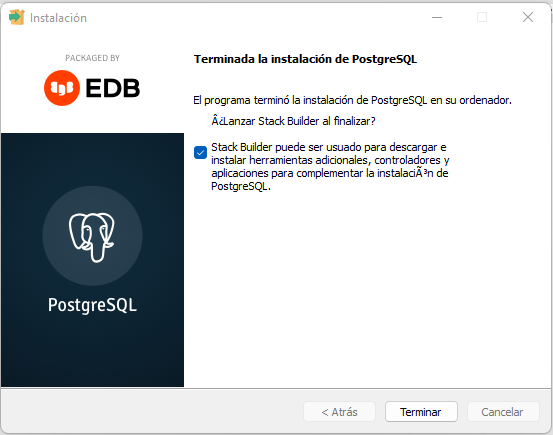 Instalación
PACKAGED BY
EDB
Terminada la instalación de PostgreSQL
El programa terminó la instalación de PostgreSQL en su ordenador.
Â¿Lanzar Stack Builder al finalizar?
Stack Builder puede ser usuado para descargar e
instalar herramientas adicionales, controladores y
aplicaciones para complementar la instalaciÃ³n de
PostgreSQL.
PostgreSQL
< Atrás
Terminar
Cancelar